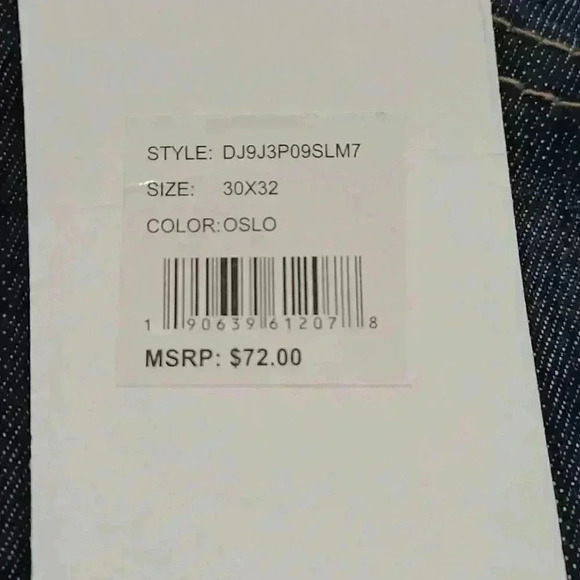 STYLE: DJ9J3P09SLM7
SIZE: 30X32
COLOR:OSLO
1 90639 61207 8
MSRP: $72.00